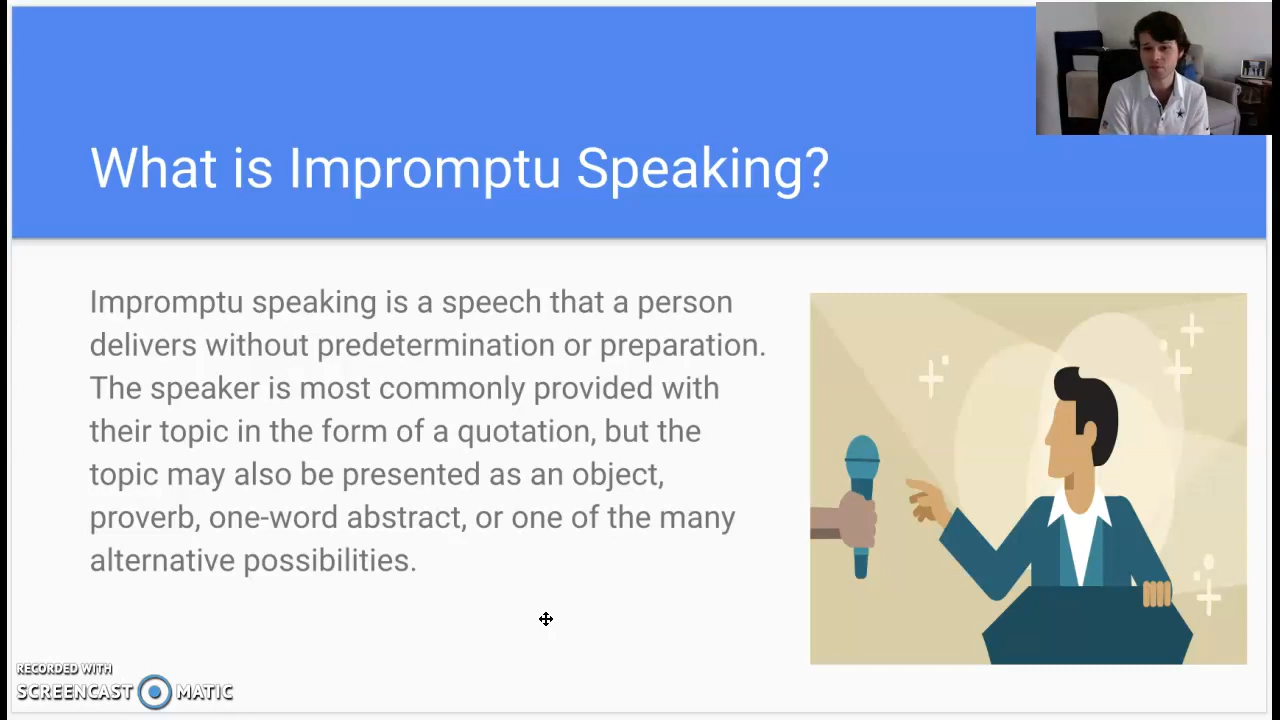 What is Impromptu Speaking?
Impromptu speaking is a speech that a person
delivers without predetermination or preparation.
The speaker is most commonly provided with
their topic in the form of a quotation, but the
topic may also be presented as an object,
proverb, one-word abstract, or one of the many
alternative possibilities.
RECORDED WITH
SCREENCAST MATIC